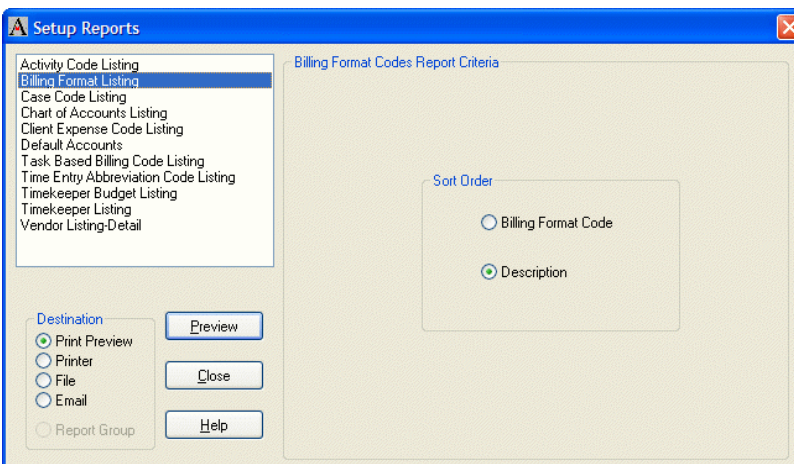 Setup Reports
Activity Code Listing
Billing Format Listing
Case Code Listing
Chart of Accounts Listing
Client Expense Code Listing
Default Accounts
Task Based Billing Code Listing
Time Entry Abbreviation Code Listing
Timekeeper Budget Listing
Timekeeper Listing
Vendor Listing-Detail
Billing Format Codes Report Criteria
Sort Order
Billing Format Code
Description
Destination
Print Preview
Printer
File
Email
Report Group
Preview
Close
Help